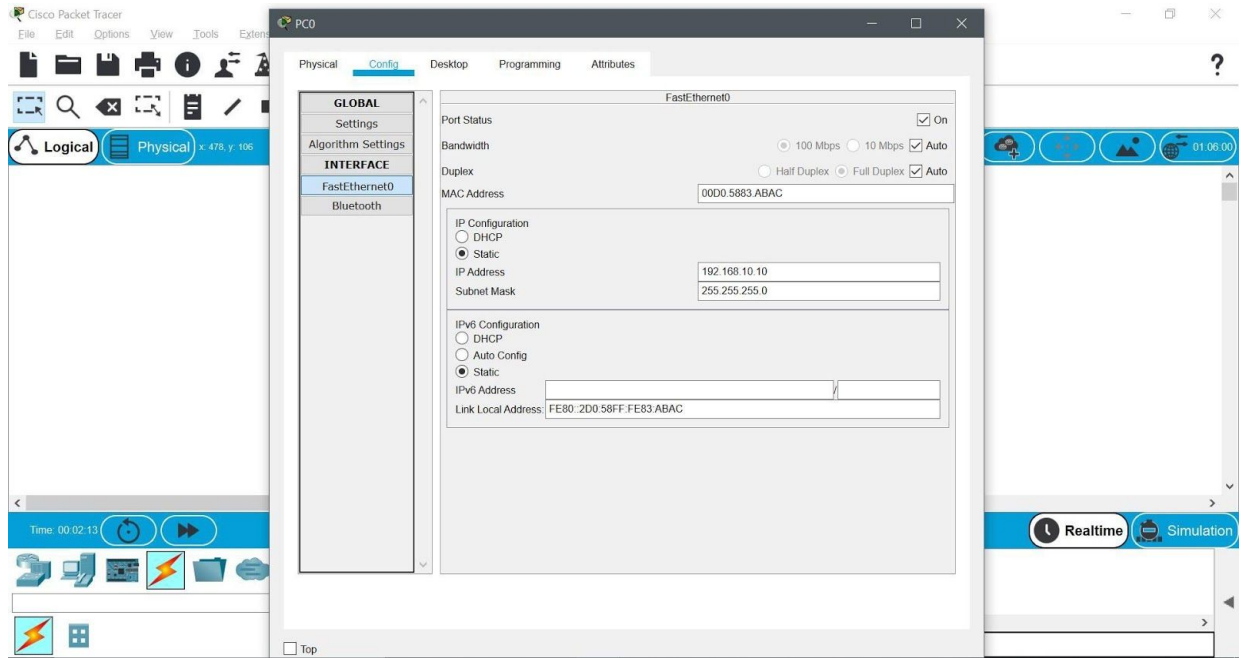 Cisco Packet Tracer
File Edit Options View Tools
PC0
Physical Config Desktop Programming Attributes
?
Logical
Physical x: 478, y: 106
01:06:00
GLOBAL
Settings
Algorithm Settings
INTERFACE
FastEthernet0
Bluetooth
FastEthernet0
Port Status On
Bandwidth 100 Mbps 10 Mbps Auto
Duplex Half Duplex Full Duplex Auto
MAC Address 00D0.5883.ABAC
IP Configuration
DHCP
Static
IP Address 192.168.10.10
Subnet Mask 255.255.255.0
IPv6 Configuration
DHCP
Auto Config
Static
IPv6 Address /
Link Local Address: FE80::2D0:58FF:FE83:ABAC
Time: 00:02:13
Realtime Simulation
Top